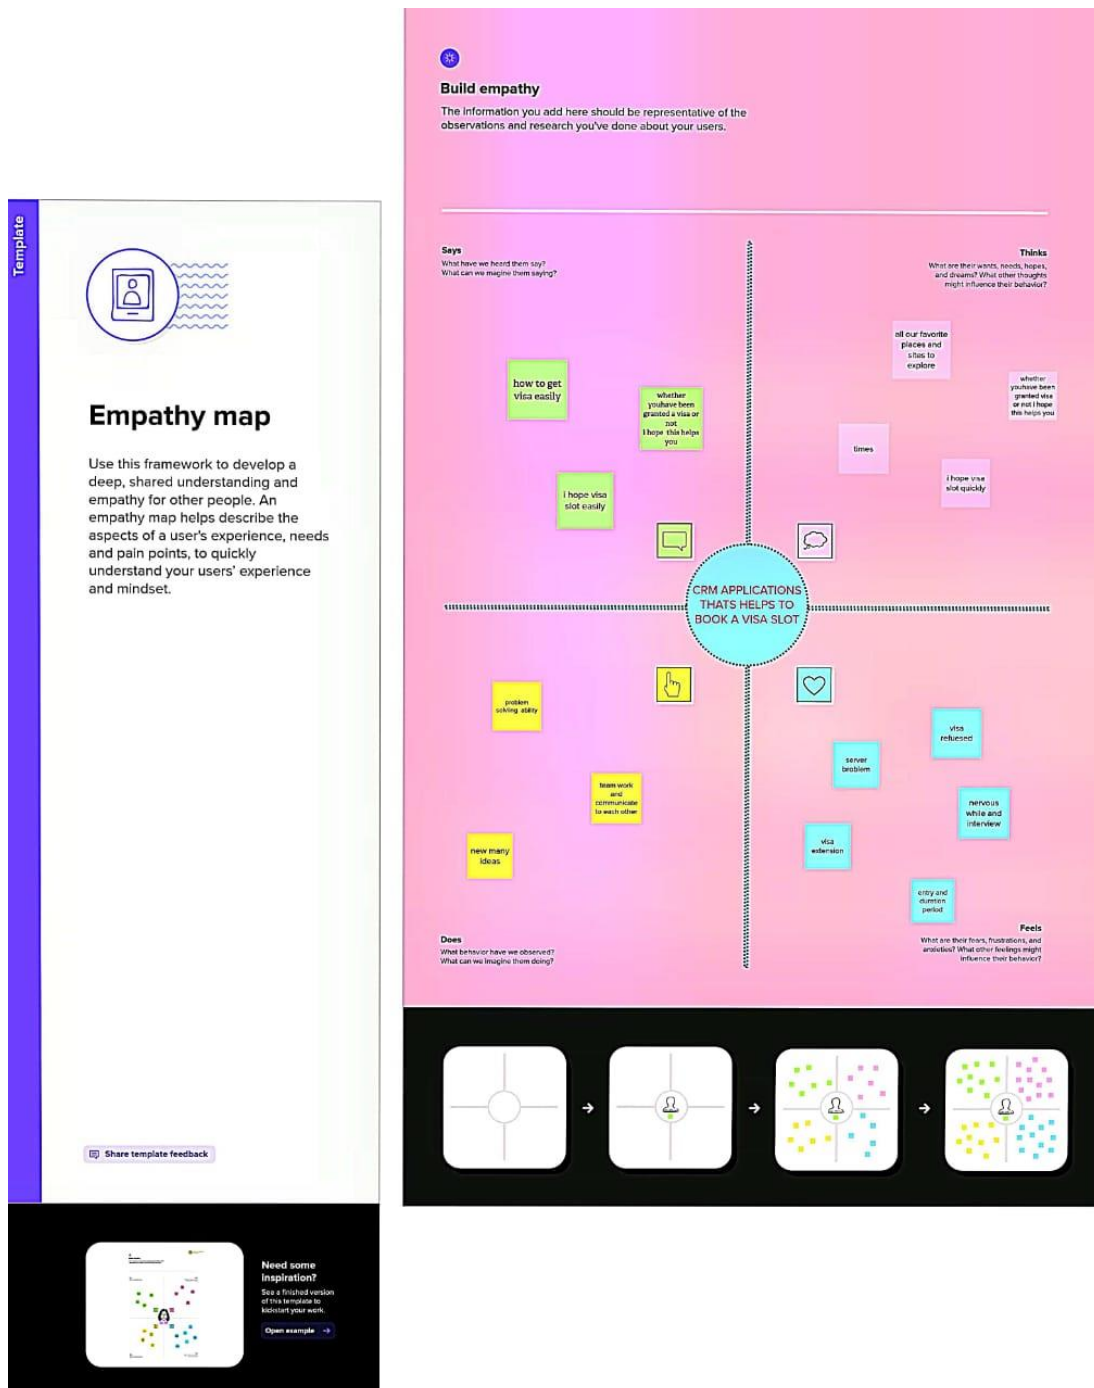 Template
Empathy map
Use this framework to develop a
deep, shared understanding and
empathy for other people. An
empathy map helps describe the
aspects of a user's experience, needs
and pain points, to quickly
understand your users' experience
and mindset.
Share template feedback
Need some
inspiration?
See a finished version
of this template to
kickstart your work.
Open example
Build empathy
The information you add here should be representative of the
observations and research you've done about your users.
Says
What have we heard them say?
What can we imagine them saying?
Thinks
What are their wants, needs, hopes,
and dreams? What other thoughts
might influence their behavior?
how to get
visa easily
whether
youhave been
granted a visa or
not
I hope this helps
you
i hope visa
slot easily
all our favorite
places and
sites to
explore
whether
youhave been
granted visa
or not I hope
this helps you
times
i hope visa
slot quickly
CRM APPLICATIONS
THATS HELPS TO
BOOK A VISA SLOT
problem
solving ability
team work
and
communicate
to each other
new many
ideas
visa
refuesed
server
broblem
nervous
while and
interview
visa
extension
entry and
duration
period
Does
What behavior have we observed?
What can we imagine them doing?
Feels
What are their fears, frustrations, and
anxieties? What other feelings might
influence their behavior?